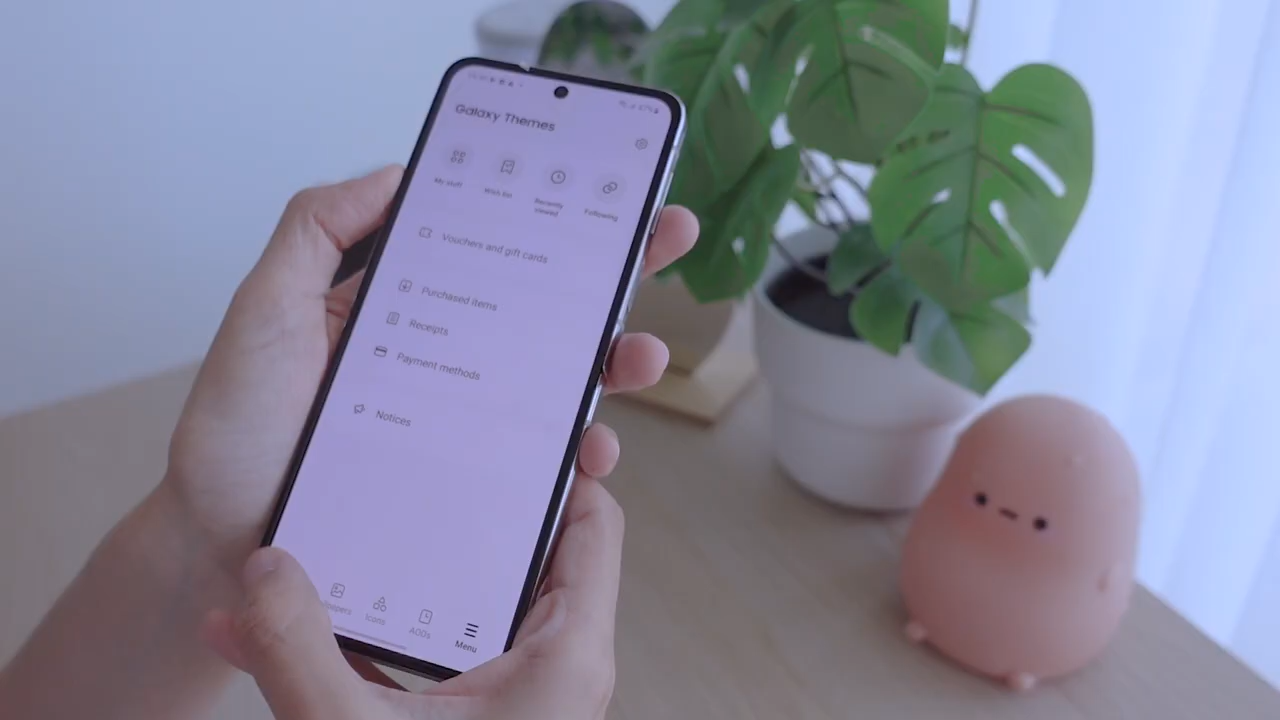 Galaxy Themes
My stuff
Wish list
Recently
viewed
Following
Vouchers and gift cards
Purchased items
Receipts
Payment methods
Notices
Icons
AODs
Menu